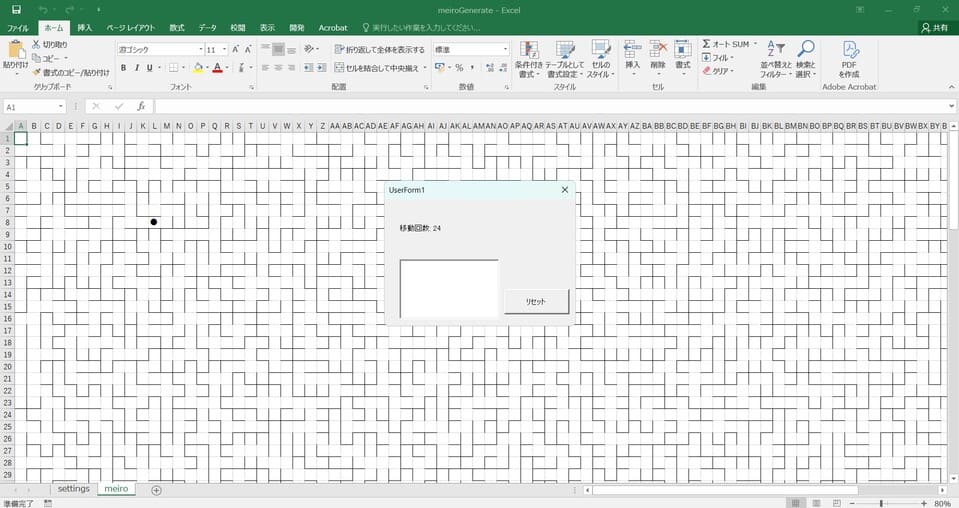 meiroGenerate - Excel
ファイル ホーム 挿入 ページ レイアウト 数式 データ 校閲 表示 開発 Acrobat 実行したい作業を入力してください... 共有
貼り付け 切り取り
コピー
書式のコピー/貼り付け
游ゴシック 11 A A
B I U
折り返して全体を表示する
セルを結合して中央揃え
標準
%
条件付き
書式
テーブルとして
書式設定
セルの
スタイル
挿入
削除
書式
Σ オート SUM
フィル
クリア
並べ替えと
フィルター
検索と
選択
PDF
を作成
クリップボード フォント 配置 数値 スタイル セル 編集 Adobe Acrobat
A1 fx
A B C D E F G H I J K L M N O P Q R S T U V W X Y Z AA AB AC AD AE AF AG AH AI AJ AK AL AM AN AO AP AQ AR AS AT AU AV AW AX AY AZ BA BB BC BD BE BF BG BH BI BJ BK BL BM BN BO BP BQ BR BS BT BU BV BW BX BY
1
2
3
4
5
6
7
8
9
10
11
12
13
14
15
16
17
18
19
20
21
22
23
24
25
26
27
28
29
UserForm1
移動回数: 24
リセット
settings meiro
準備完了 80%